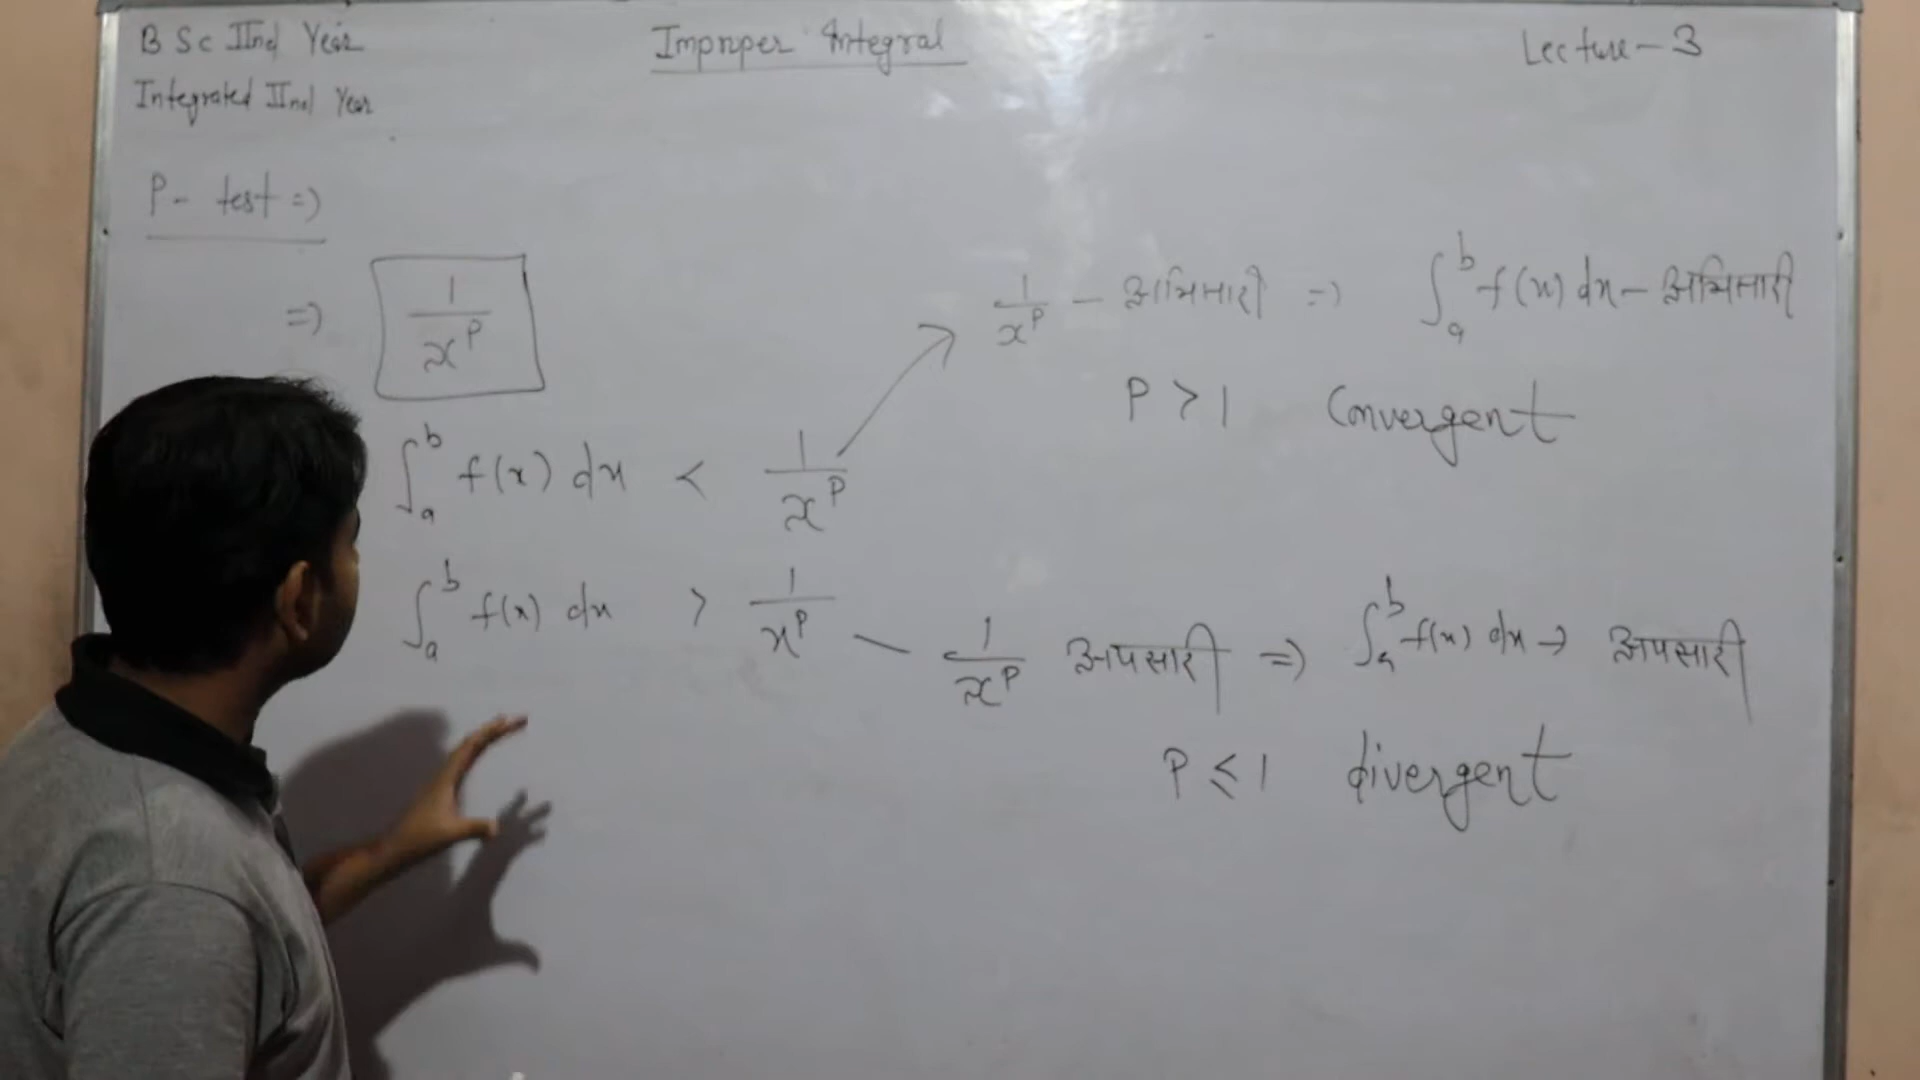 B Sc IInd Year
Improper Integral
Lecture - 3
Integrated IInd Year
P - test =>
=> 1/x^P
1/x^P - अभिसारी => ∫_a^b f(x) dx - अभिसारी
P > 1 Convergent
∫_a^b f(x) dx < 1/x^P
∫_a^b f(x) dx > 1/x^P - 1/x^P अपसारी => ∫_a^b f(x) dx → अपसारी
P ≤ 1 divergent